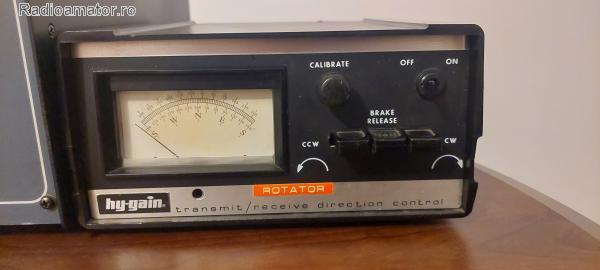 Radioamator.ro
CALIBRATE
OFF
ON
BRAKE
RELEASE
CCW
CW
S W N E S
hy-gain
ROTATOR
transmit/receive direction control